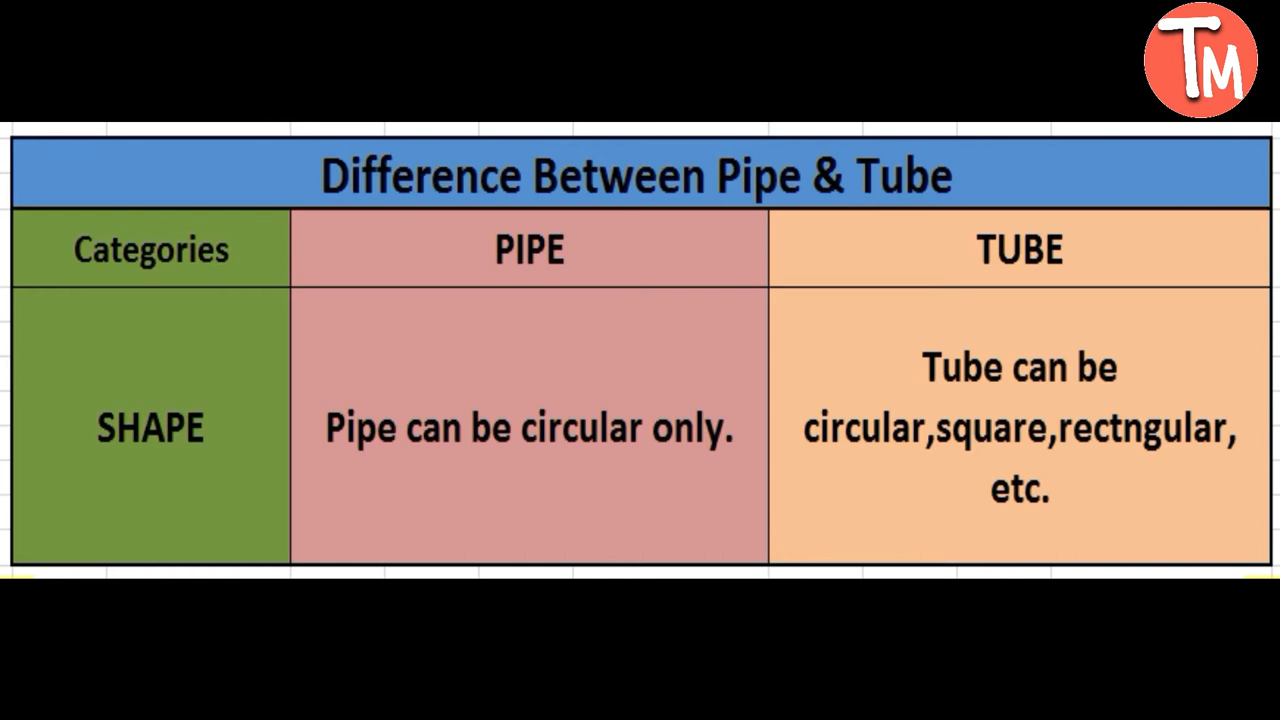 TM
Difference Between Pipe & Tube
Categories
PIPE
TUBE
SHAPE
Pipe can be circular only.
Tube can be
circular,square,rectngular,
etc.